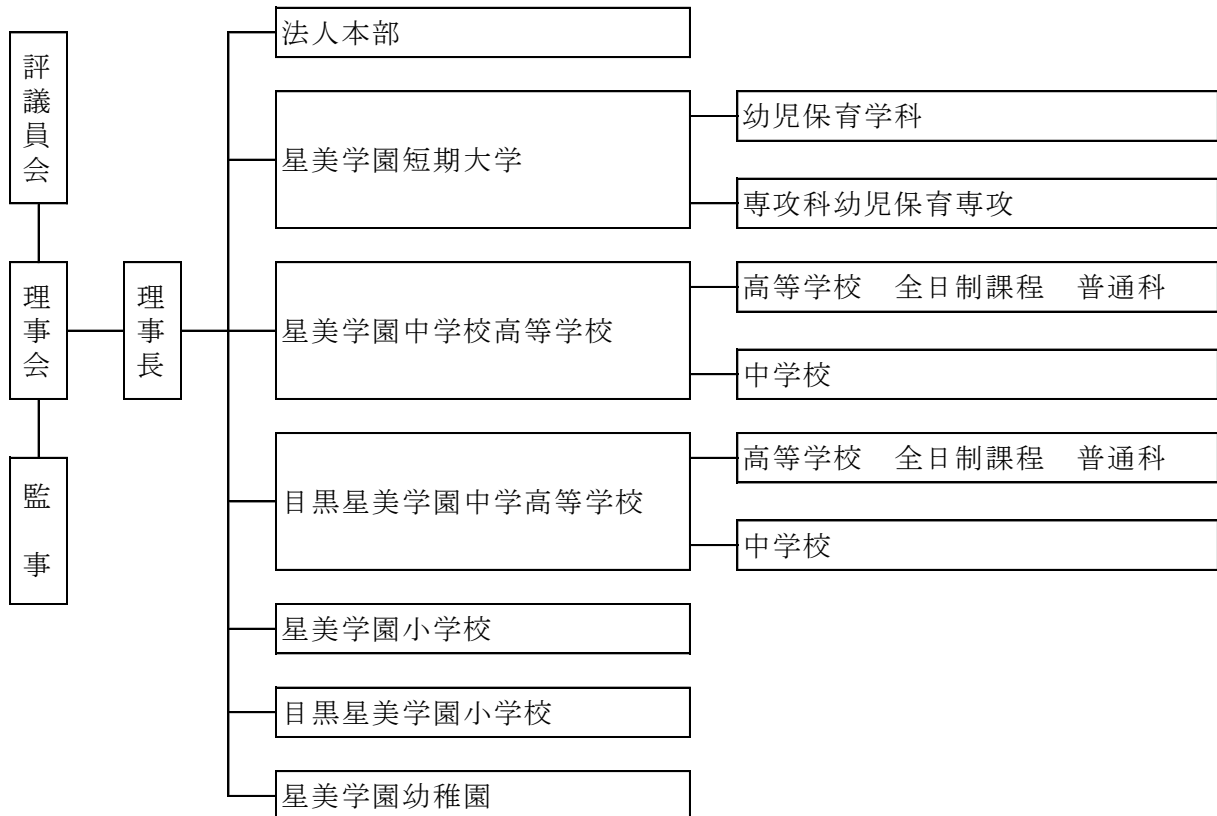 評議員会
理事会
監事
理事長
法人本部
星美学園短期大学
幼児保育学科
専攻科幼児保育専攻
星美学園中学校高等学校
高等学校　全日制課程　普通科
中学校
目黒星美学園中学高等学校
高等学校　全日制課程　普通科
中学校
星美学園小学校
目黒星美学園小学校
星美学園幼稚園